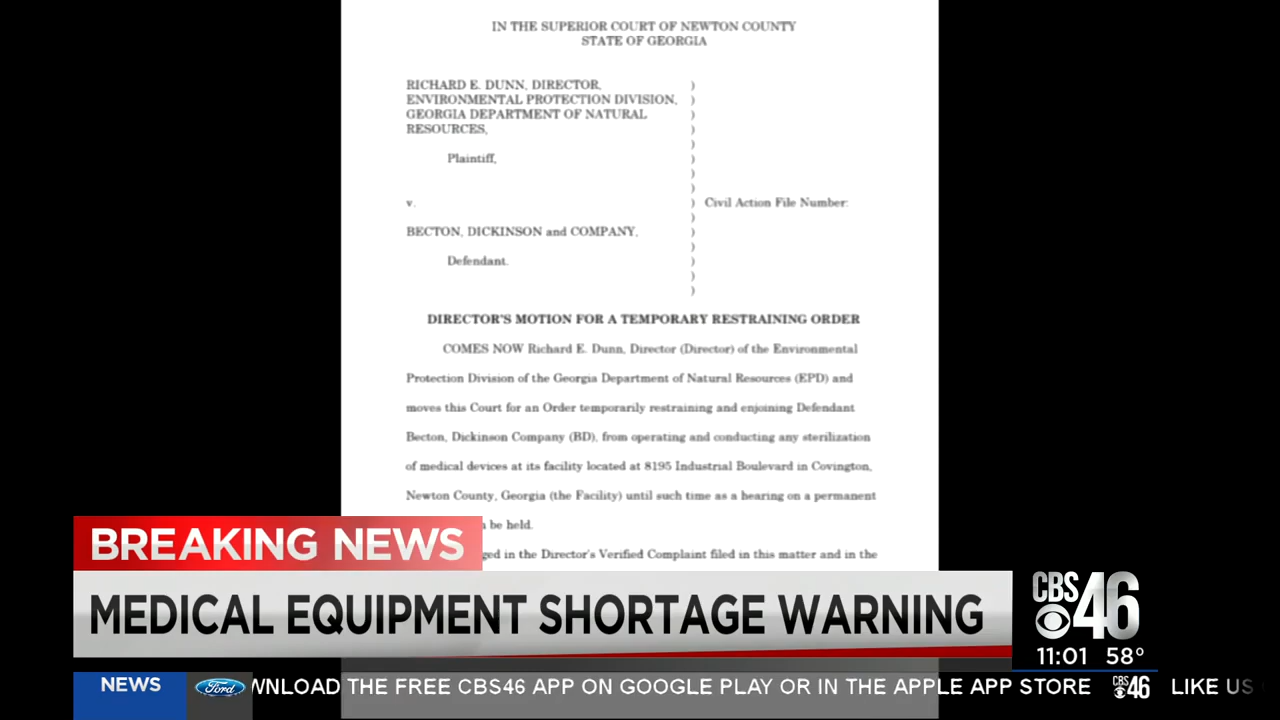 IN THE SUPERIOR COURT OF NEWTON COUNTY
STATE OF GEORGIA
RICHARD E. DUNN, DIRECTOR,
ENVIRONMENTAL PROTECTION DIVISION,
GEORGIA DEPARTMENT OF NATURAL
RESOURCES,
Plaintiff,
v.
Civil Action File Number:
BECTON, DICKINSON and COMPANY,
Defendant.
DIRECTOR'S MOTION FOR A TEMPORARY RESTRAINING ORDER
COMES NOW Richard E. Dunn, Director (Director) of the Environmental
Protection Division of the Georgia Department of Natural Resources (EPD) and
moves this Court for an Order temporarily restraining and enjoining Defendant
Becton, Dickinson Company (BD), from operating and conducting any sterilization
of medical devices at its facility located at 8195 Industrial Boulevard in Covington,
Newton County, Georgia (the Facility) until such time as a hearing on a permanent
be held.
in the Director's Verified Complaint filed in this matter and in the
BREAKING NEWS
MEDICAL EQUIPMENT SHORTAGE WARNING
CBS 46
11:01 58°
NEWS Ford WNLOAD THE FREE CBS46 APP ON GOOGLE PLAY OR IN THE APPLE APP STORE CBS 46 LIKE US